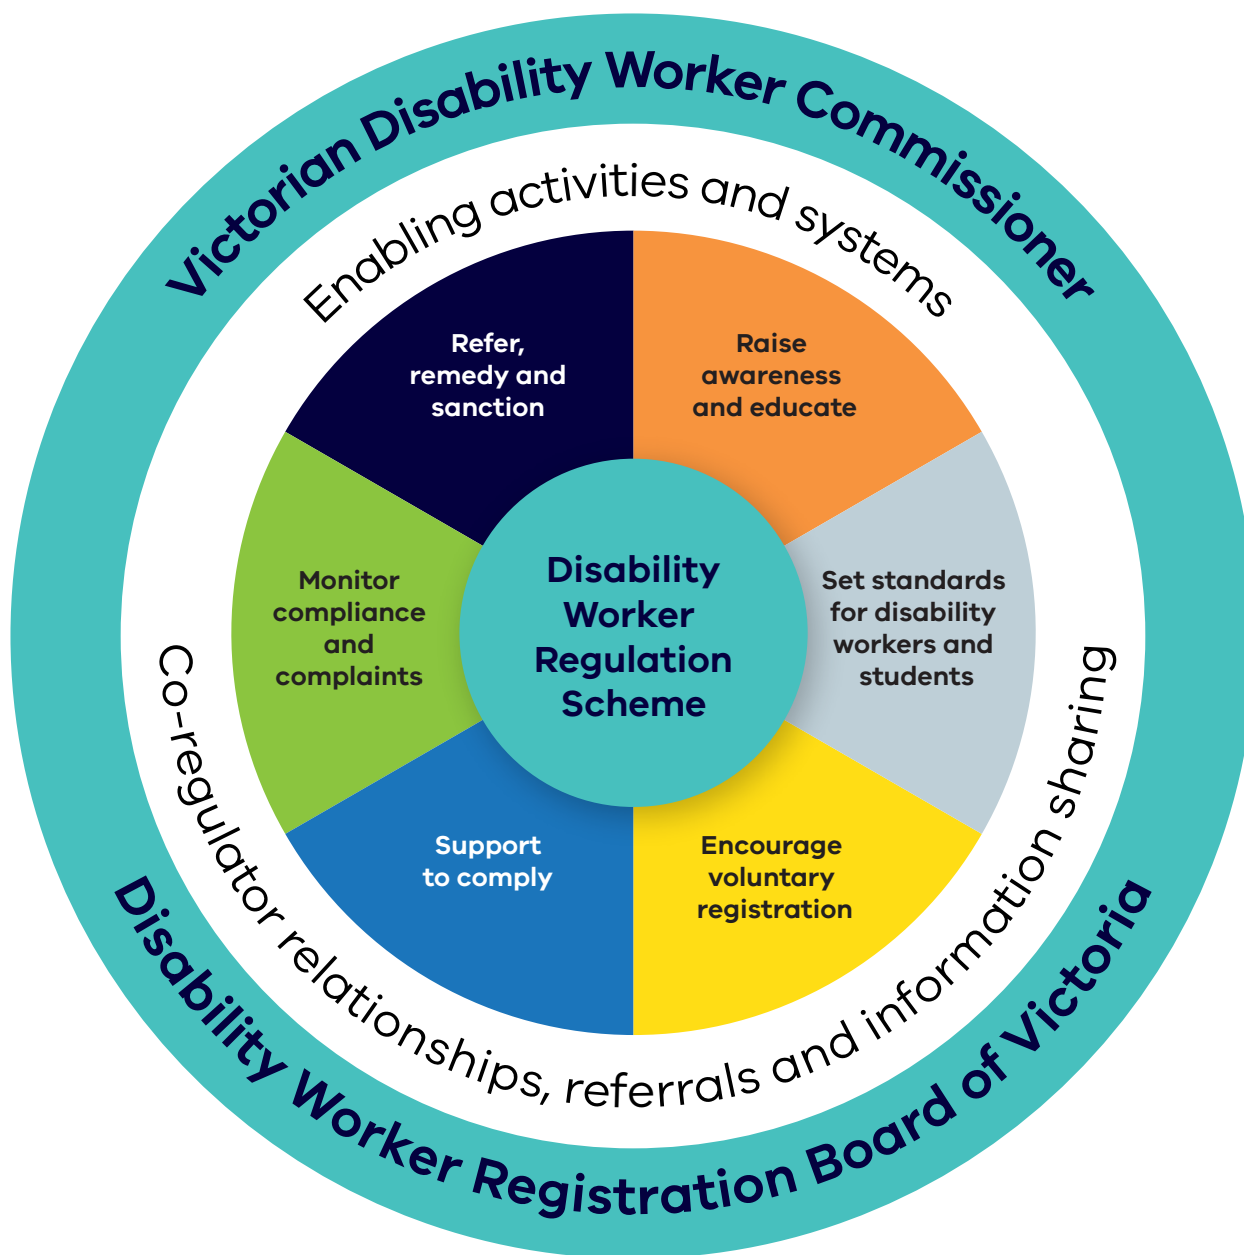 Victorian Disability Worker Commissioner
Enabling activities and systems
Refer,
remedy and
sanction
Raise
awareness
and educate
Monitor
compliance
and
complaints
Disability
Worker
Regulation
Scheme
Set standards
for disability
workers and
students
Support
to comply
Encourage
voluntary
registration
Co-regulator relationships, referrals and information sharing
Disability Worker Registration Board of Victoria